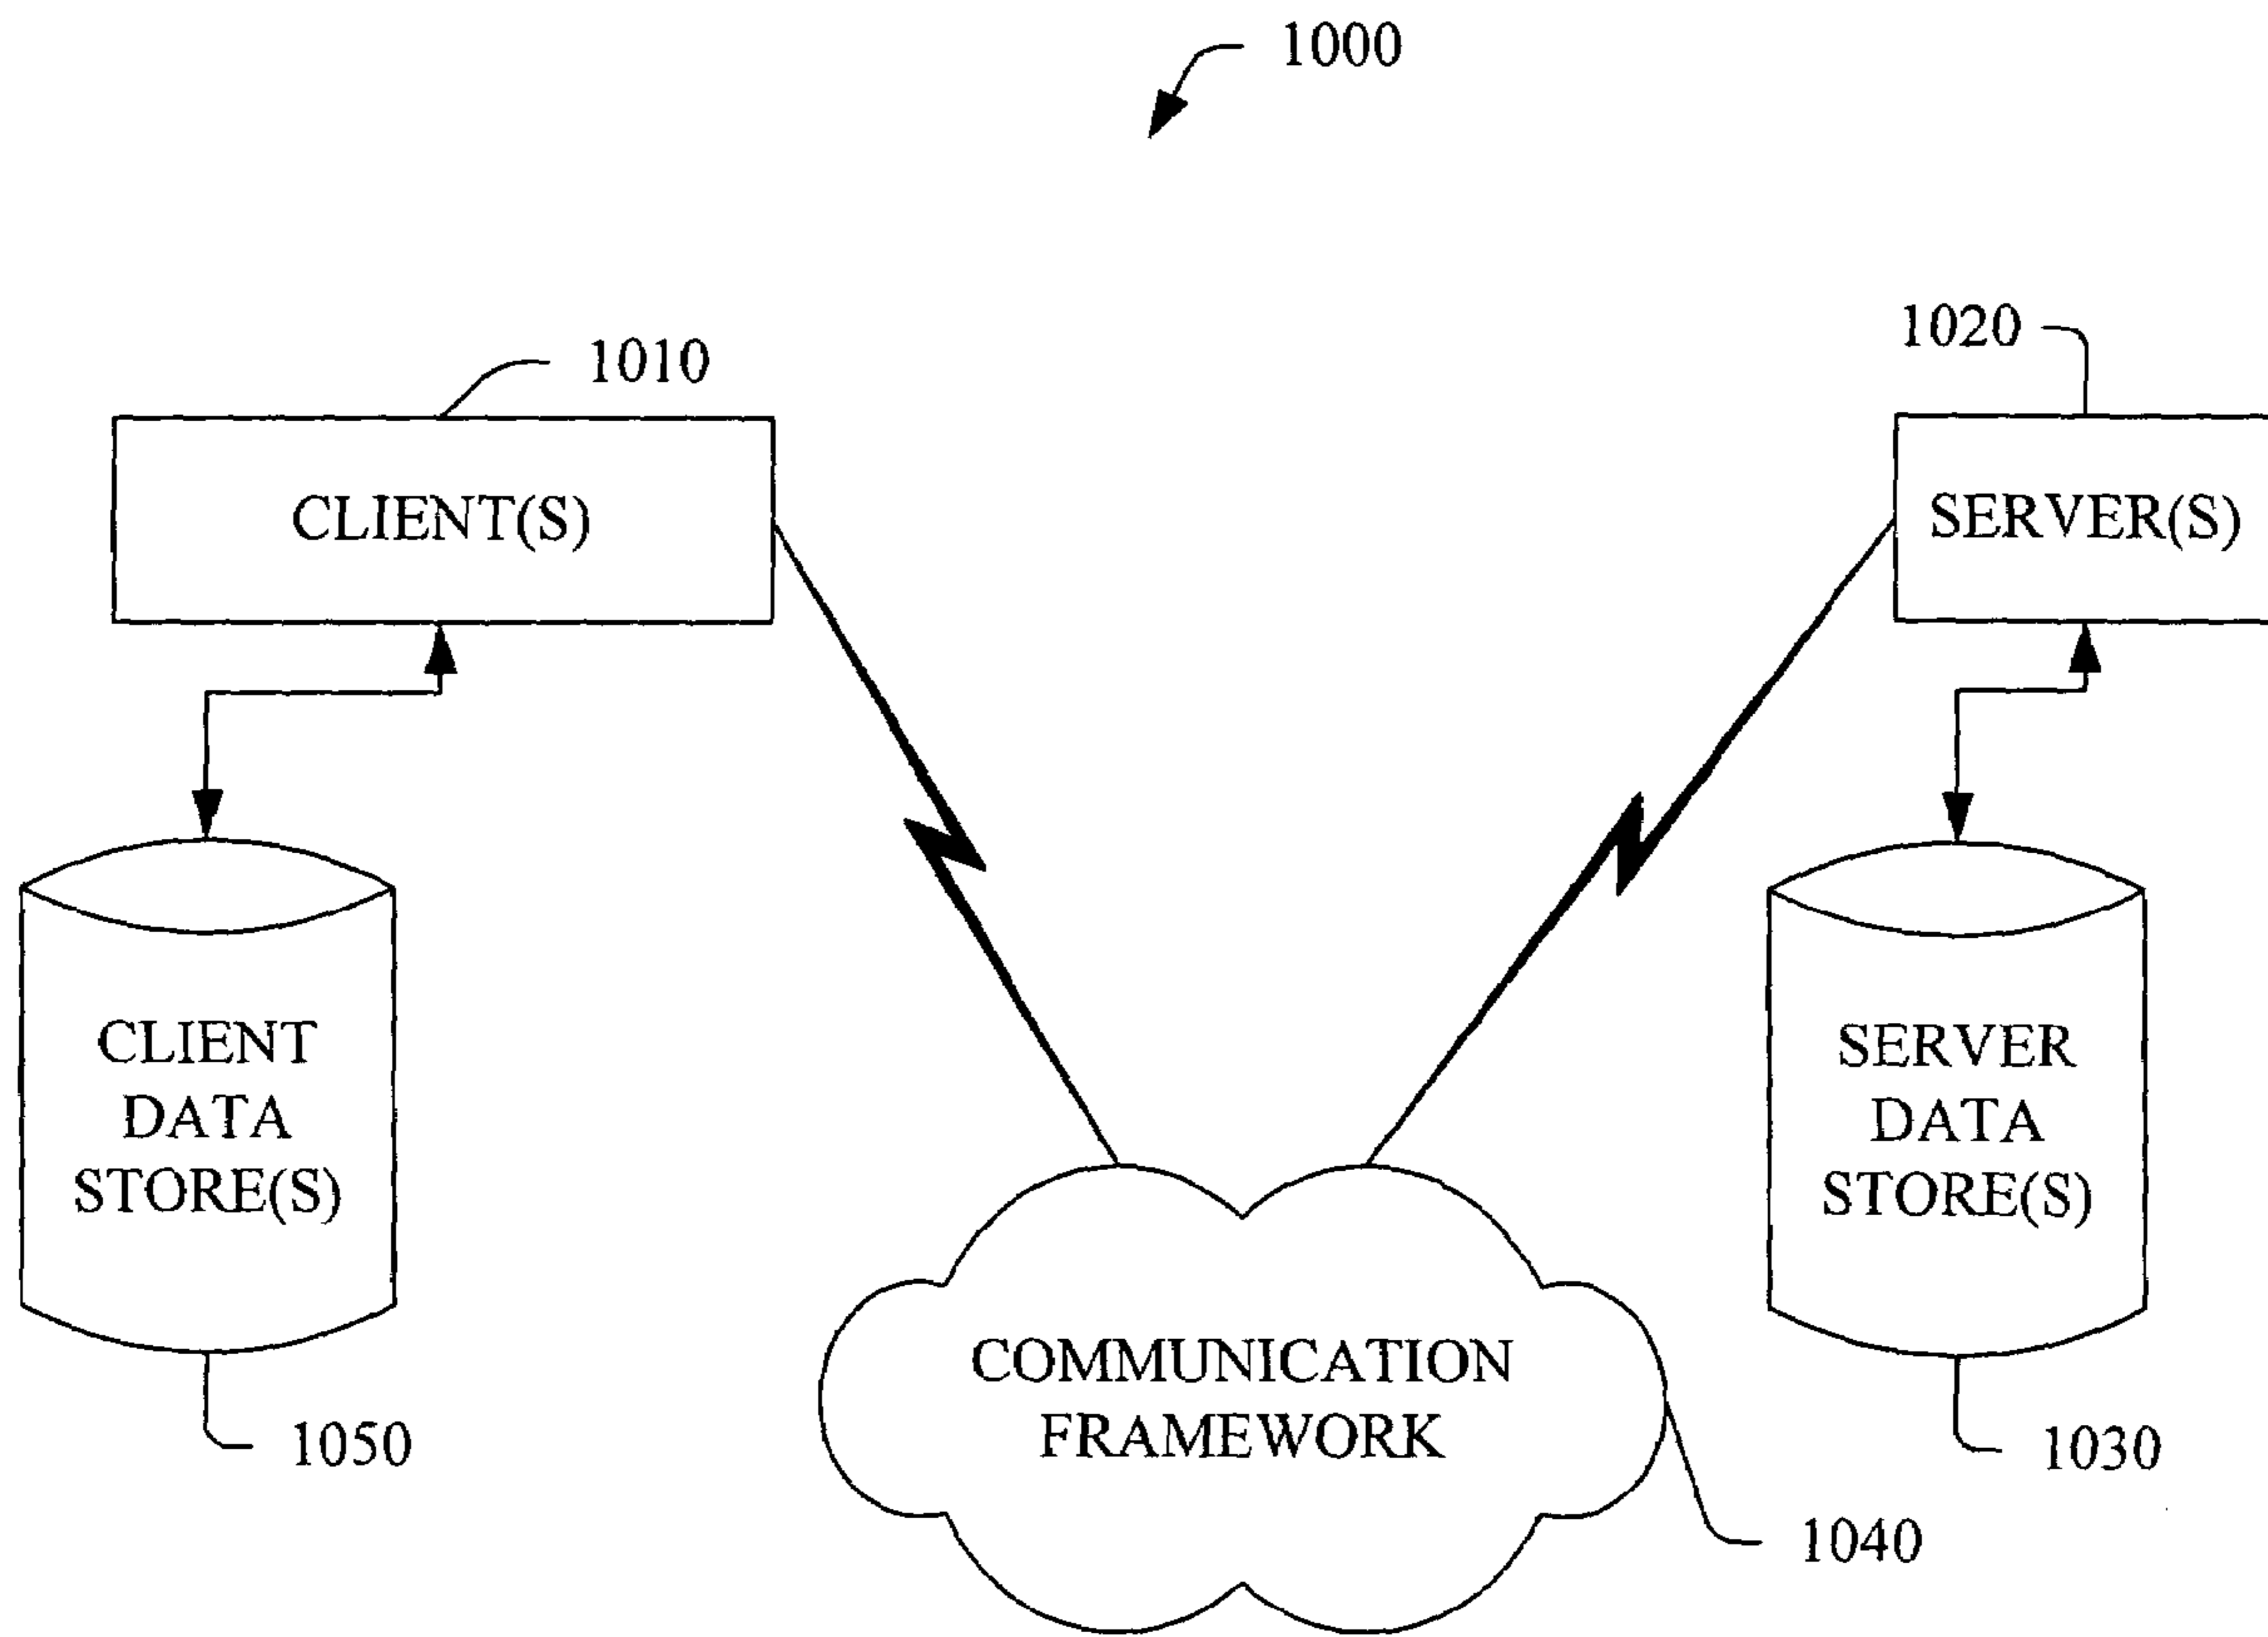 1000
1010
1020
CLIENT(S)
SERVER(S)
CLIENT
DATA
STORE(S)
SERVER
DATA
STORE(S)
COMMUNICATION
FRAMEWORK
1050
1030
1040